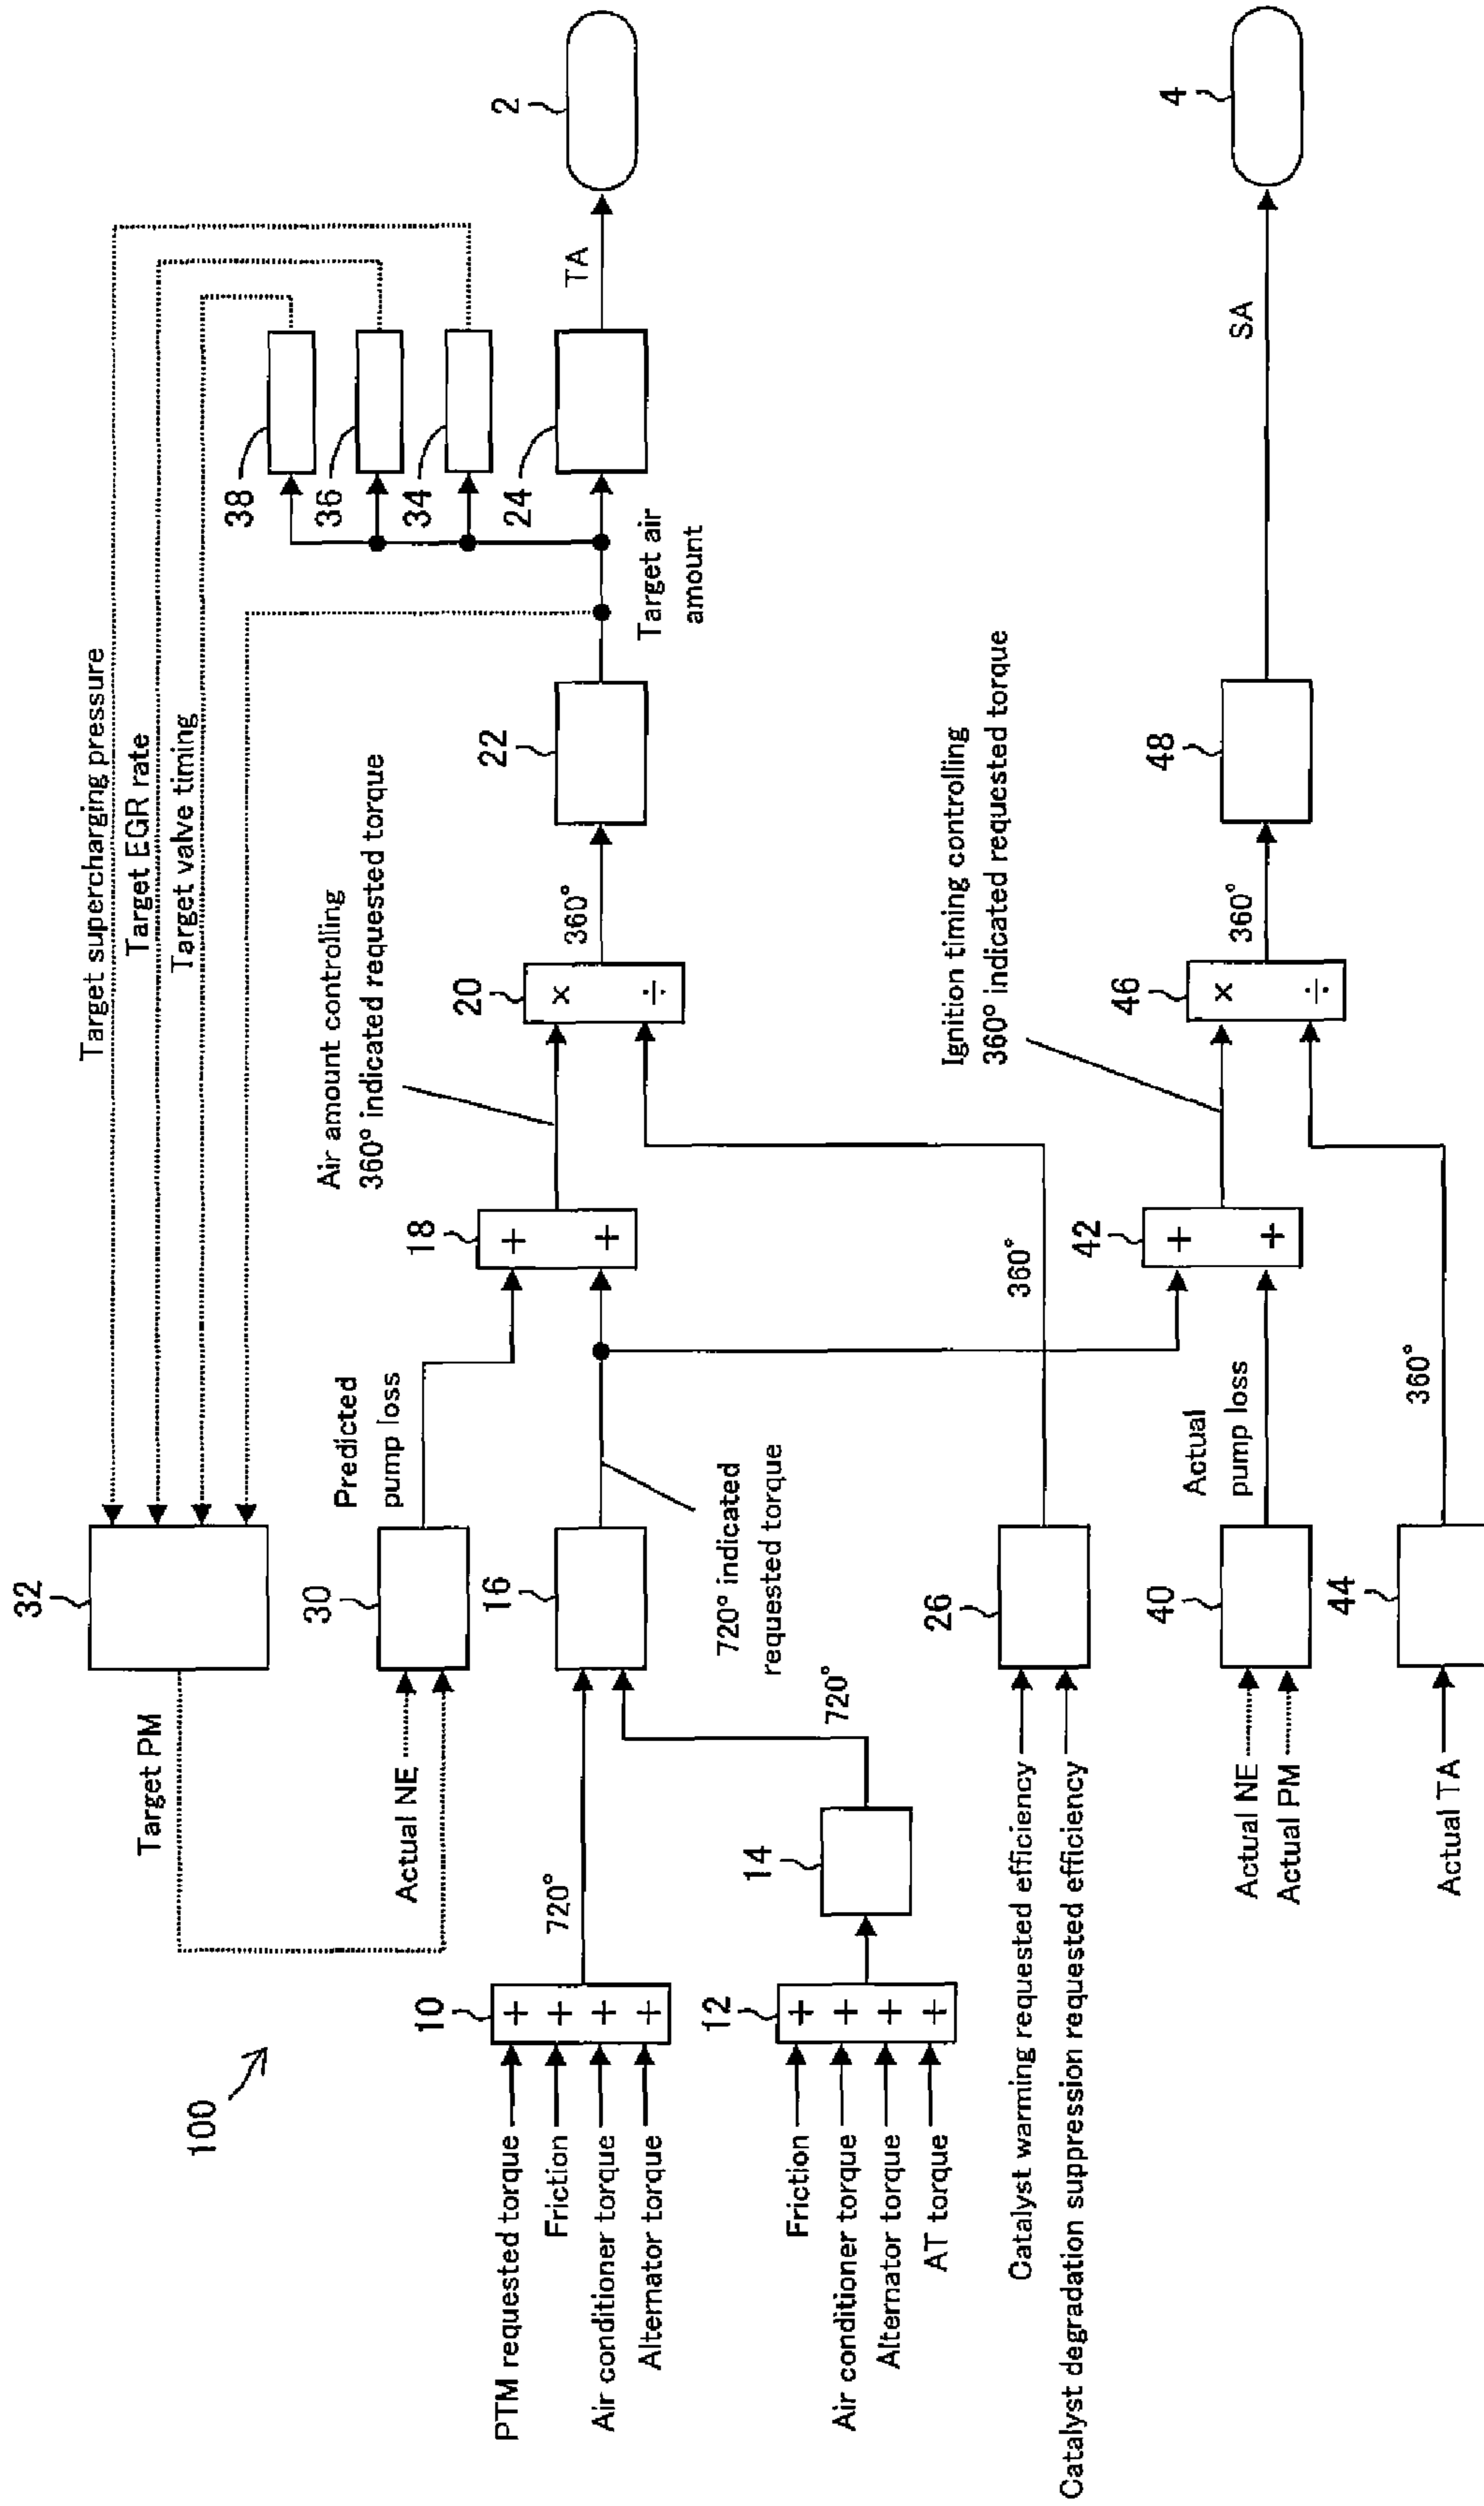 100
32
Target supercharging pressure
Target EGR rate
Target valve timing
Target PM
Actual NE
30
Predicted
pump loss
38
36
34
24
TA
2
PTM requested torque
Friction
Air conditioner torque
Alternator torque
10
+
+
+
+
720°
16
720° indicated
requested torque
18
+
+
Air amount controlling
360° indicated requested torque
20
×
÷
360°
22
Target air
amount
Friction
Air conditioner torque
Alternator torque
AT torque
12
+
+
+
+
14
720°
Catalyst warming requested efficiency
Catalyst degradation suppression requested efficiency
26
360°
Actual NE
Actual PM
40
Actual
pump loss
42
+
+
Ignition timing controlling
360° indicated requested torque
46
×
÷
360°
48
SA
4
Actual TA
44
360°